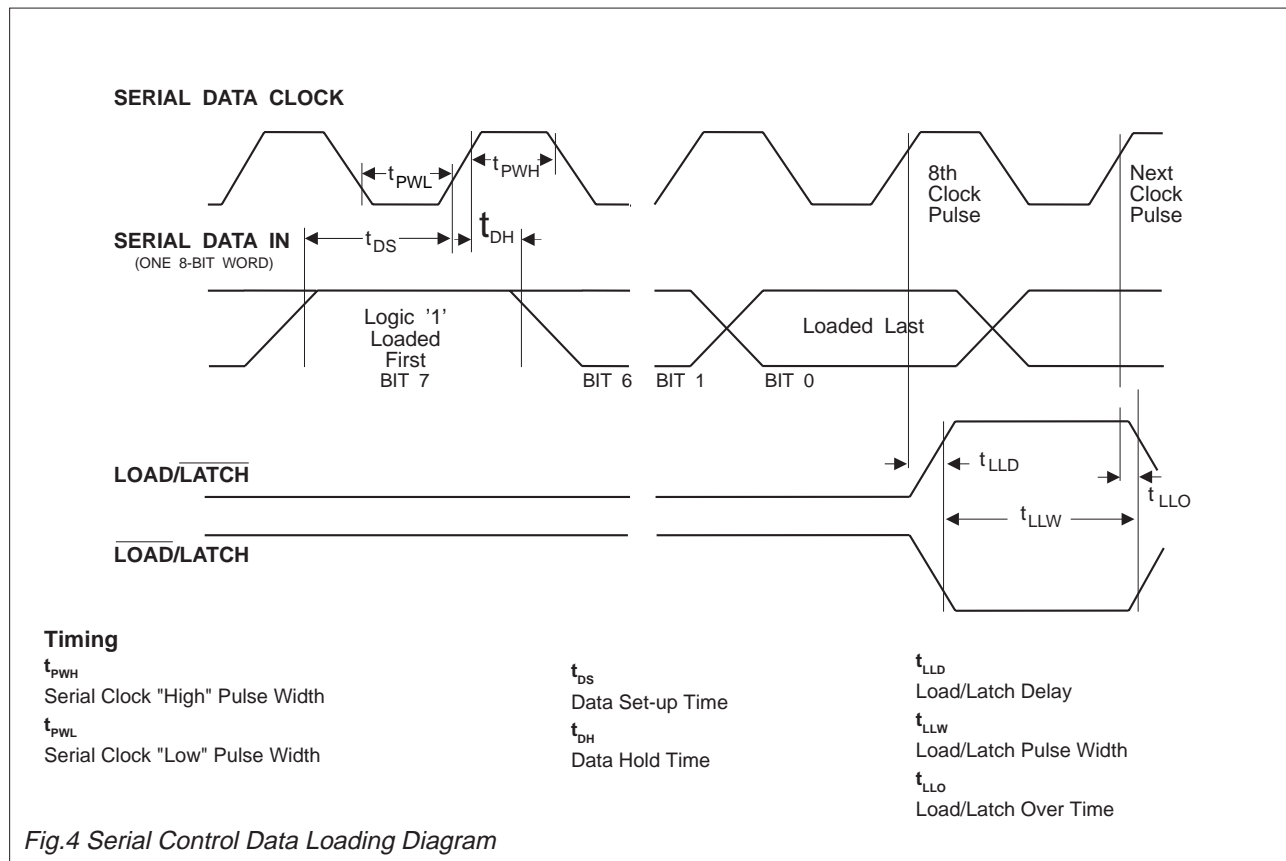 SERIAL DATA CLOCK
tPWL
tPWH
8th
Clock
Pulse
Next
Clock
Pulse
SERIAL DATA IN
(ONE 8-BIT WORD)
tDS
tDH
Logic '1'
Loaded
First
BIT 7
BIT 6
BIT 1
BIT 0
Loaded Last
LOAD/LATCH
tLLD
tLLO
tLLW
LOAD/LATCH
Timing
tPWH
Serial Clock "High" Pulse Width
tPWL
Serial Clock "Low" Pulse Width
tDS
Data Set-up Time
tDH
Data Hold Time
tLLD
Load/Latch Delay
tLLW
Load/Latch Pulse Width
tLLO
Load/Latch Over Time
Fig.4 Serial Control Data Loading Diagram